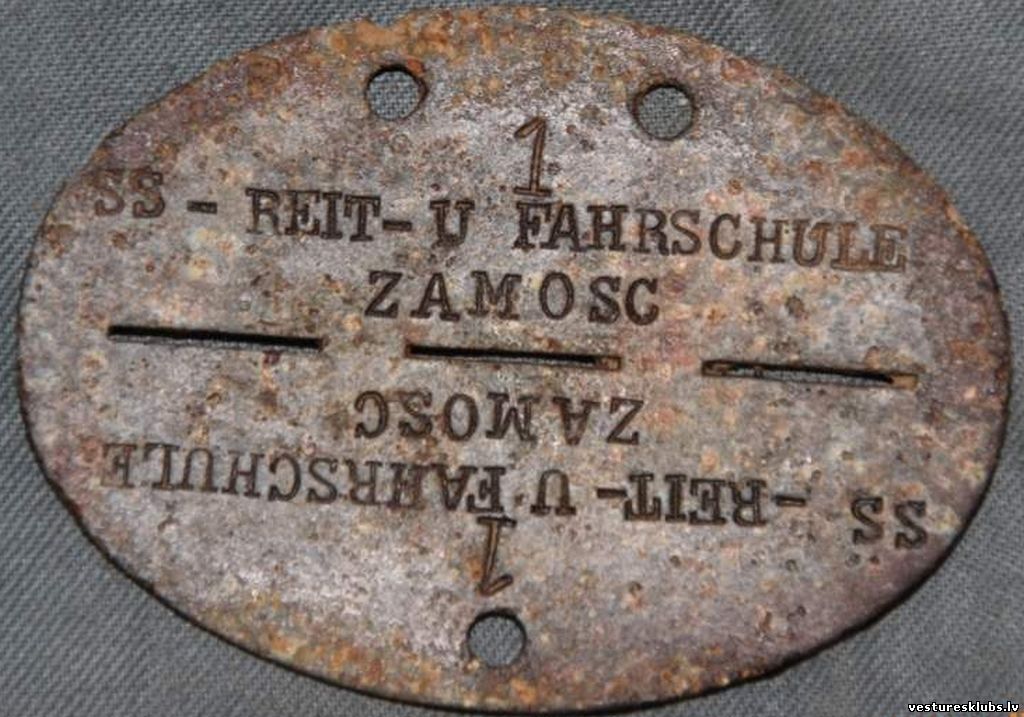 1
SS - REIT- U FAHRSCHULE
ZAMOSC
ZAMOSC
SS - REIT- U FAHRSCHULE
1
vesturesklubs.lv